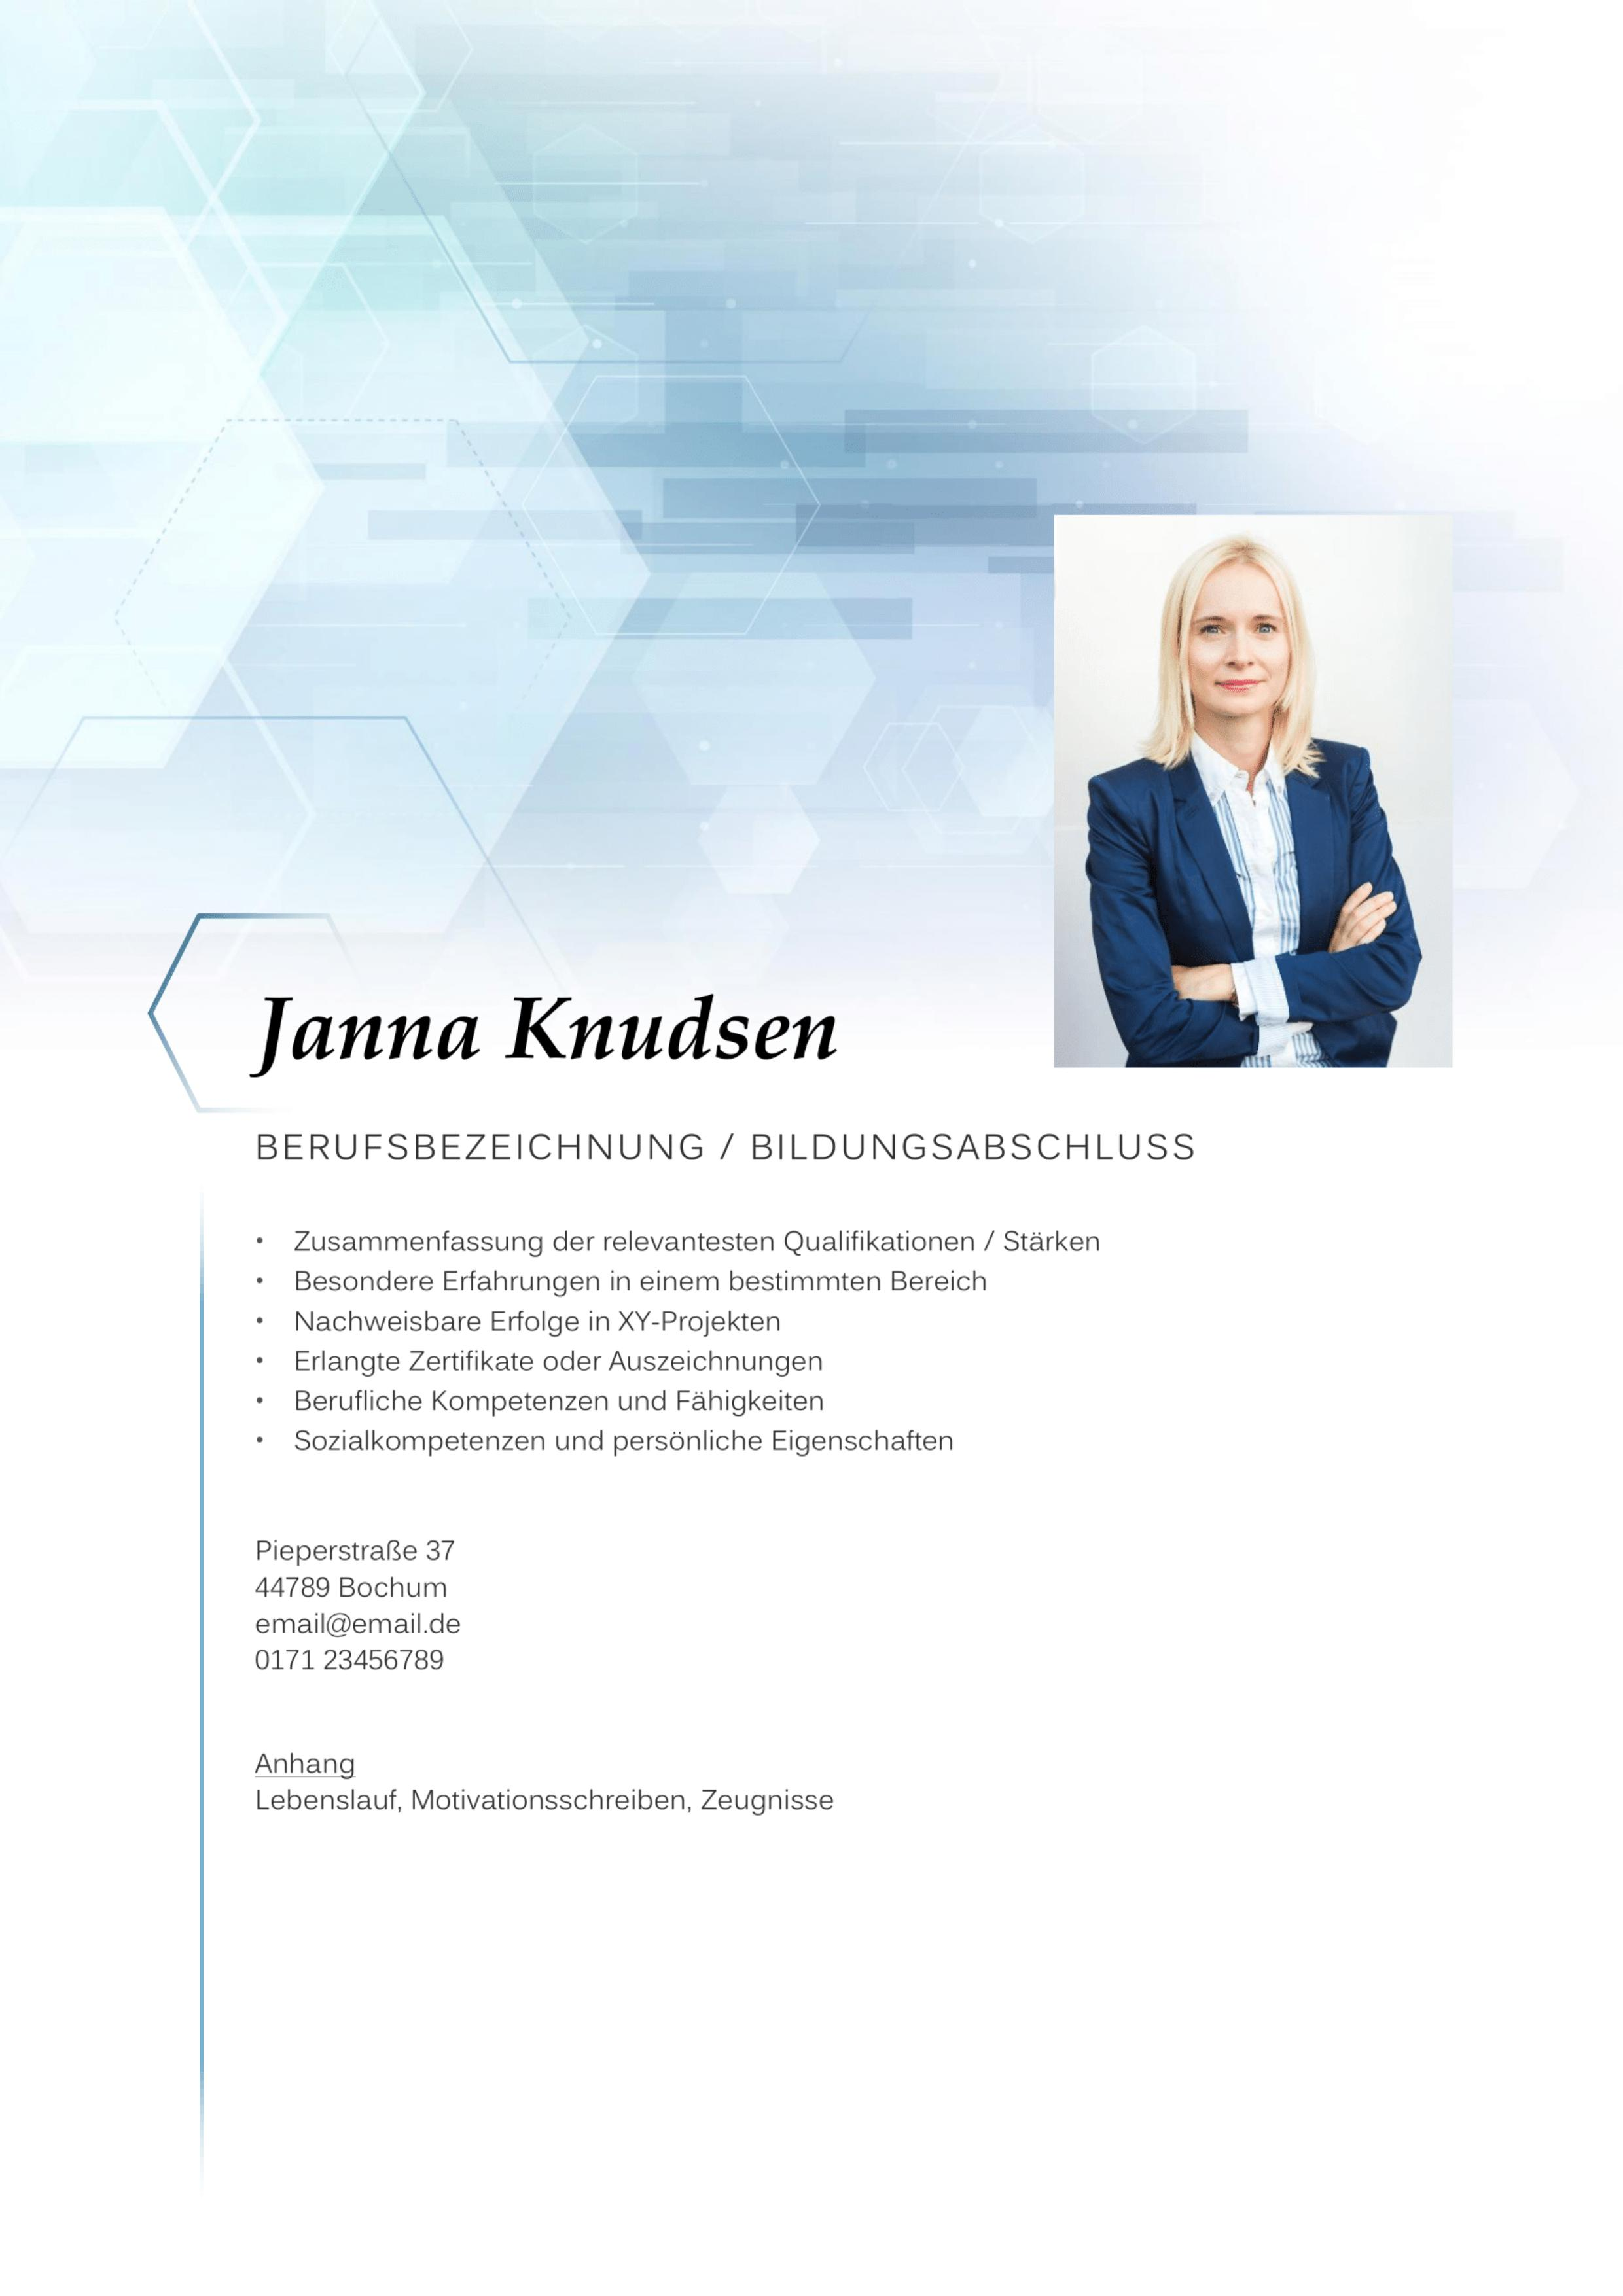 Janna Knudsen
BERUFSBEZEICHNUNG / BILDUNGSABSCHLUSS
• Zusammenfassung der relevantesten Qualifikationen / Stärken
• Besondere Erfahrungen in einem bestimmten Bereich
• Nachweisbare Erfolge in XY-Projekten
• Erlangte Zertifikate oder Auszeichnungen
• Berufliche Kompetenzen und Fähigkeiten
• Sozialkompetenzen und persönliche Eigenschaften
Pieperstraße 37
44789 Bochum
email@email.de
0171 23456789
Anhang
Lebenslauf, Motivationsschreiben, Zeugnisse